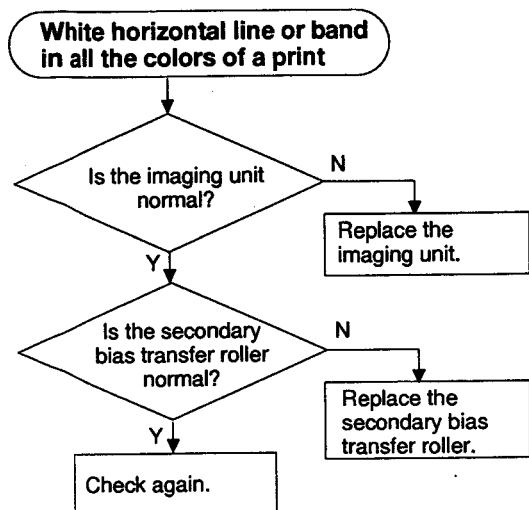 White horizontal line or band
in all the colors of a print
Is the imaging unit
normal?
N
Replace the
imaging unit.
Y
Is the secondary
bias transfer roller
normal?
N
Replace the
secondary bias
transfer roller.
Y
Check again.